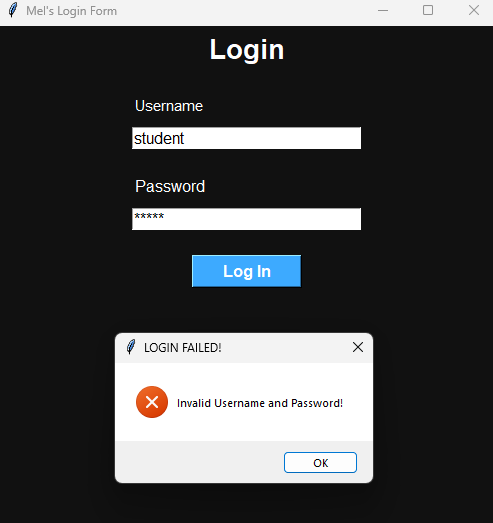 Mel's Login Form
Login
Username
student
Password
*****
Log In
LOGIN FAILED!
Invalid Username and Password!
OK